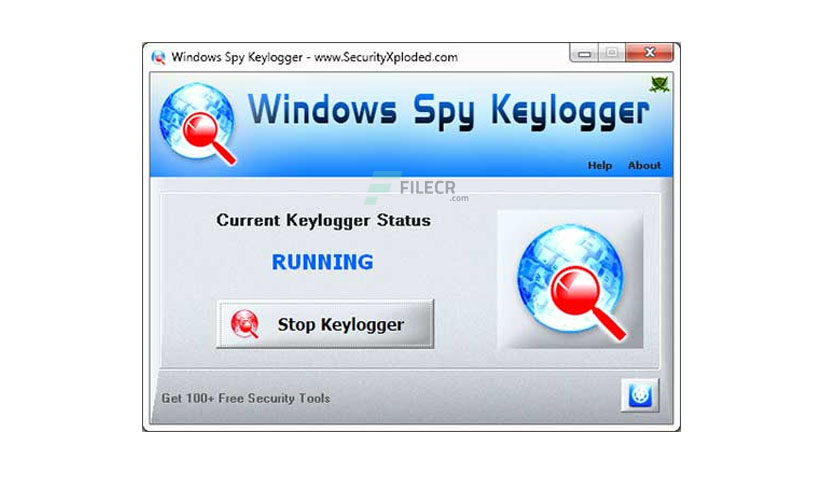 Windows Spy Keylogger - www.SecurityXploded.com
Windows Spy Keylogger
Help About
FILECR
.com
Current Keylogger Status
RUNNING
Stop Keylogger
Get 100+ Free Security Tools